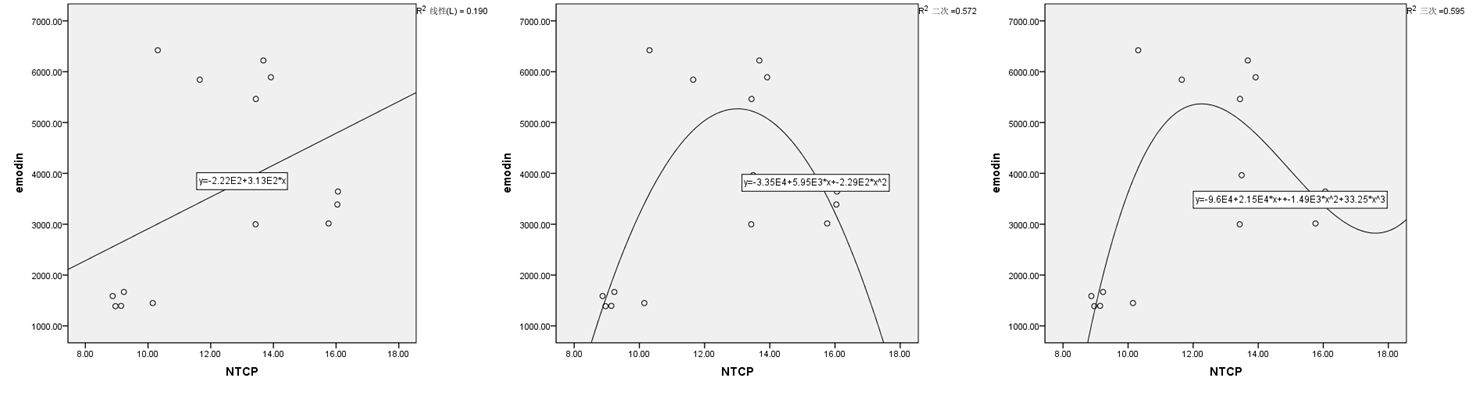 R² 线性(L) = 0.190
7000.00
6000.00
5000.00
4000.00
3000.00
2000.00
1000.00
emodin
y=-2.22E2+3.13E2*x
8.00 10.00 12.00 14.00 16.00 18.00
NTCP
R² 二次 =0.572
7000.00
6000.00
5000.00
4000.00
3000.00
2000.00
1000.00
emodin
y=-3.35E4+5.95E3*x+-2.29E2*x^2
8.00 10.00 12.00 14.00 16.00 18.00
NTCP
R² 三次 =0.595
7000.00
6000.00
5000.00
4000.00
3000.00
2000.00
1000.00
emodin
y=-9.6E4+2.15E4*x++-1.49E3*x^2+33.25*x^3
8.00 10.00 12.00 14.00 16.00 18.00
NTCP